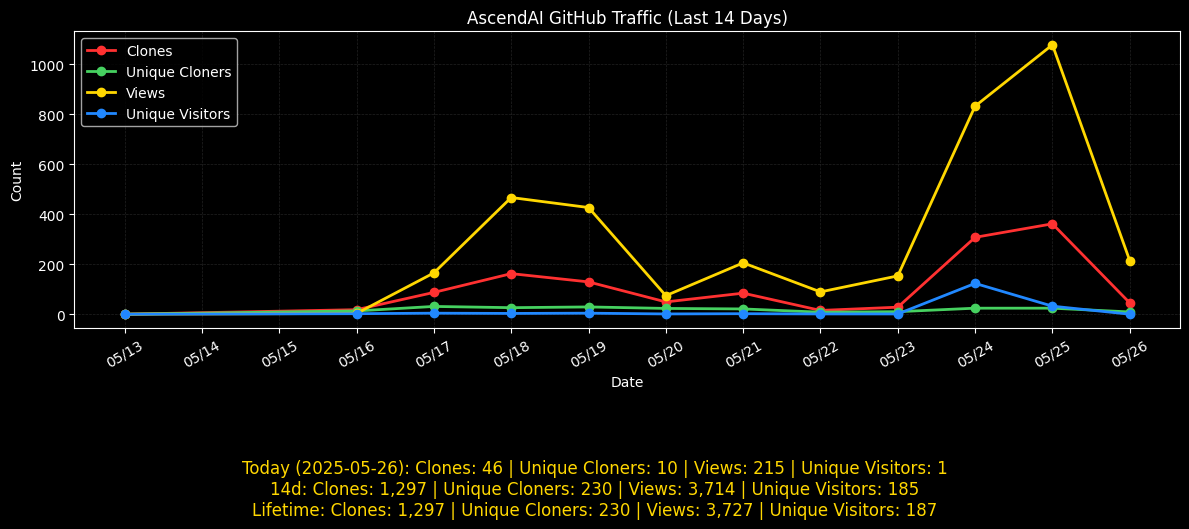 AscendAI GitHub Traffic (Last 14 Days)
Clones
Unique Cloners
Views
Unique Visitors
Count
1000
800
600
400
200
0
05/13 05/14 05/15 05/16 05/17 05/18 05/19 05/20 05/21 05/22 05/23 05/24 05/25 05/26
Date
Today (2025-05-26): Clones: 46 | Unique Cloners: 10 | Views: 215 | Unique Visitors: 1
14d: Clones: 1,297 | Unique Cloners: 230 | Views: 3,714 | Unique Visitors: 185
Lifetime: Clones: 1,297 | Unique Cloners: 230 | Views: 3,727 | Unique Visitors: 187